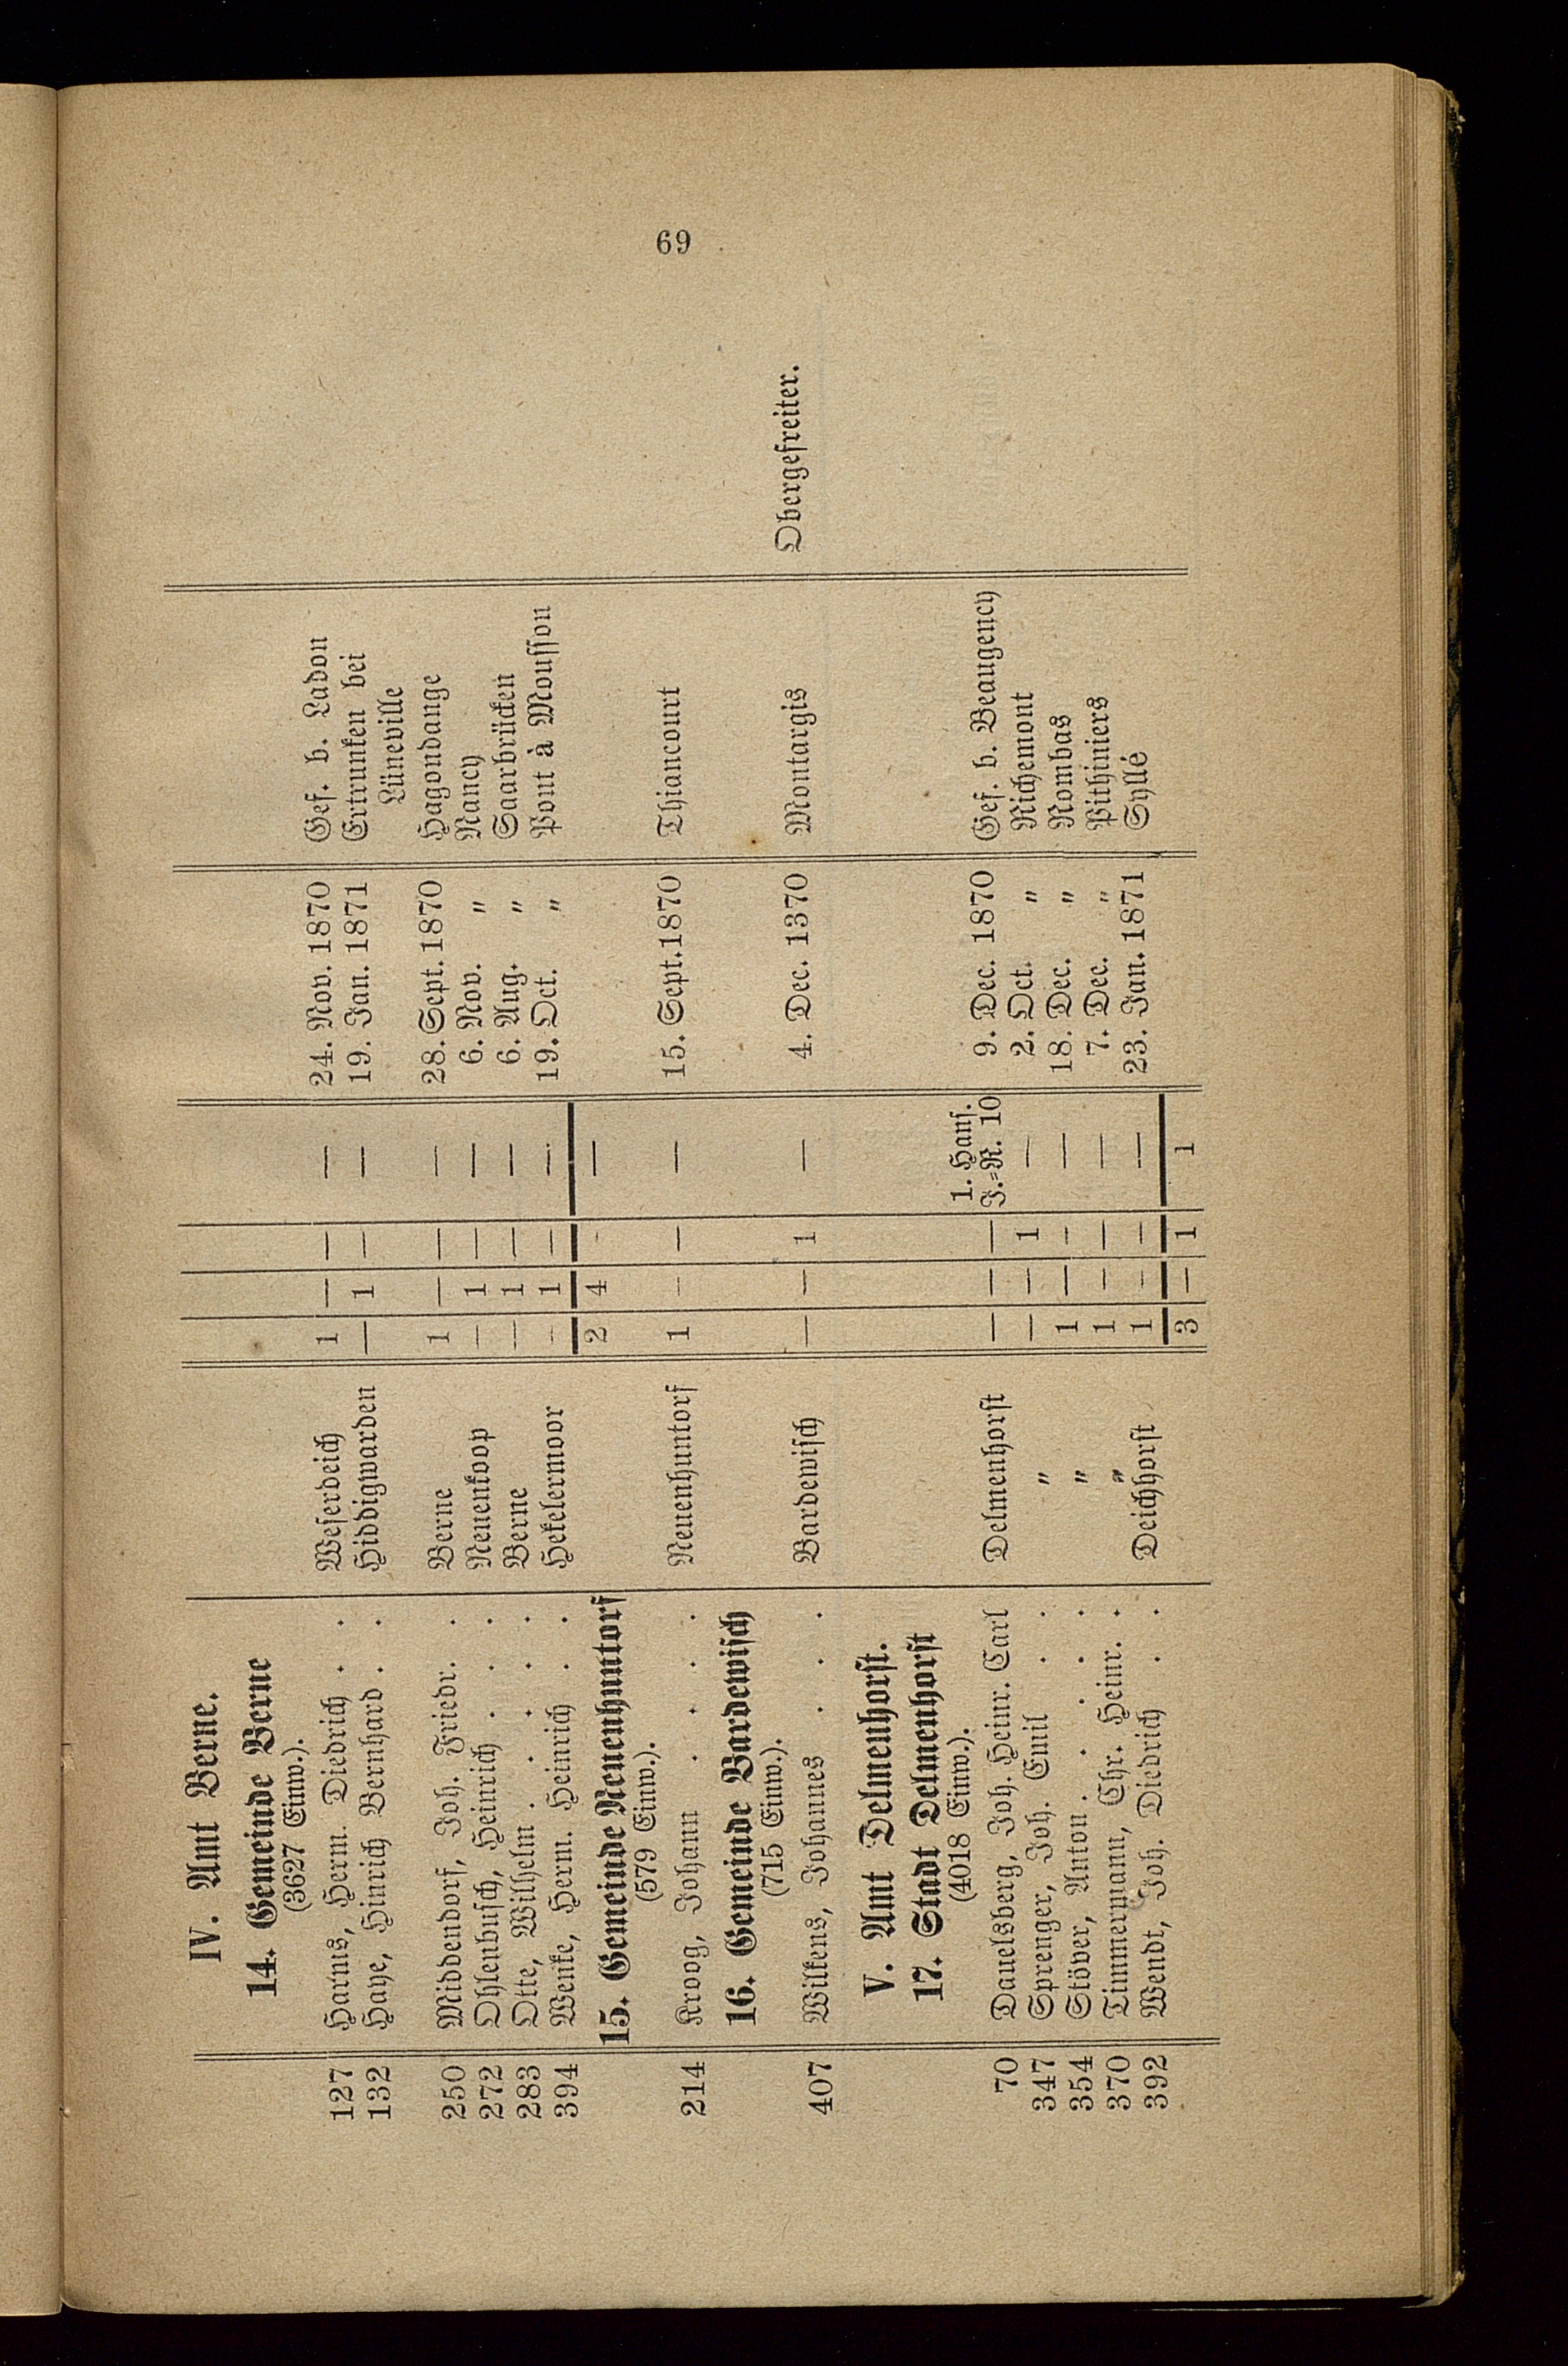 69
IV. Amt Berne.
14. Gemeinde Berne
(3627 Einw.).
127 Harms, Herm. Diedrich . . Weserdeich 1 — — — 24. Nov. 1870 Gef. b. Ladon
132 Haye, Hinrich Bernhard . . Hiddigwarden — 1 — — 19. Jan. 1871 Ertrunken bei
Lüneville
250 Middendorf, Joh. Friedr. . Berne 1 — — — 28. Sept. 1870 Hagondange
272 Ohlenbusch, Heinrich . . . Neuenkoop — 1 — — 6. Nov. " Nancy
283 Otte, Wilhelm . . . . . Berne — 1 — — 6. Aug. " Saarbrücken
394 Wenke, Herm. Heinrich . . Hekelermoor — 1 — — 19. Oct. " Pont à Mousson
2 4 - —
15. Gemeinde Neuenhuntorf
(579 Einw.).
214 Kroog, Johann . . . . Neuenhuntorf 1 — — — 15. Sept. 1870 Thiancourt
16. Gemeinde Bardewisch
(715 Einw.).
407 Wilkens, Johannes . . . Bardewisch — — 1 — 4. Dec. 1370 Montargis Obergefreiter.
V. Amt Delmenhorst.
17. Stadt Delmenhorst
(4018 Einw.).
1. Hans.
70 Dauelsberg, Joh. Heinr. Carl Delmenhorst — — — J.=R. 10 9. Dec. 1870 Gef. b. Beaugency
347 Sprenger, Joh. Emil . . " — — 1 — 2. Oct. " Richemont
354 Stöver, Anton . . . . . " 1 — — — 18. Dec. " Rombas
370 Timmermann, Chr. Heinr. . " 1 — — — 7. Dec. " Pithiniers
392 Wendt, Joh. Diedrich . . Deichhorst 1 — — — 23. Jan. 1871 Syllé
3 — 1 1